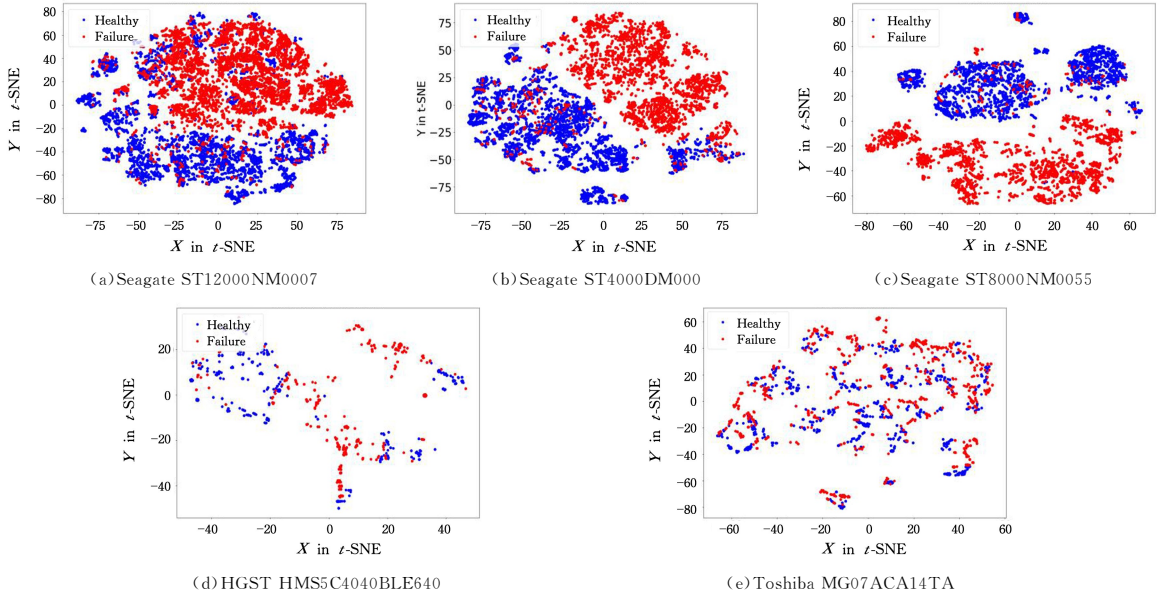 80
60
40
20
0
−20
−40
−60
−80
Y in t-SNE
Healthy
Failure
−75 −50 −25 0 25 50 75
X in t-SNE
(a)Seagate ST12000NM0007
75
50
25
0
−25
−50
−75
Y in t-SNE
Healthy
Failure
−75 −50 −25 0 25 50 75
X in t-SNE
(b)Seagate ST4000DM000
80
60
40
20
0
−20
−40
−60
Y in t-SNE
Healthy
Failure
−80 −60 −40 −20 0 20 40 60
X in t-SNE
(c)Seagate ST8000NM0055
20
0
−20
−40
Y in t-SNE
Healthy
Failure
−40 −20 0 20 40
X in t-SNE
(d)HGST HMS5C4040BLE640
60
40
20
0
−20
−40
−60
−80
Y in t-SNE
Healthy
Failure
−60 −40 −20 0 20 40 60
X in t-SNE
(e)Toshiba MG07ACA14TA